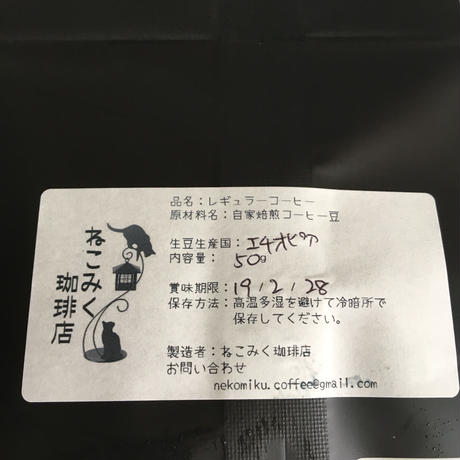 ねこみく
珈琲店
品名：レギュラーコーヒー
原材料名：自家焙煎コーヒー豆
生豆生産国：エチオピア
内容量：50g
賞味期限：19/2/28
保存方法：高温多湿を避けて冷暗所で
保存してください。
製造者：ねこみく珈琲店
お問い合わせ
nekomiku.coffee@gmail.com